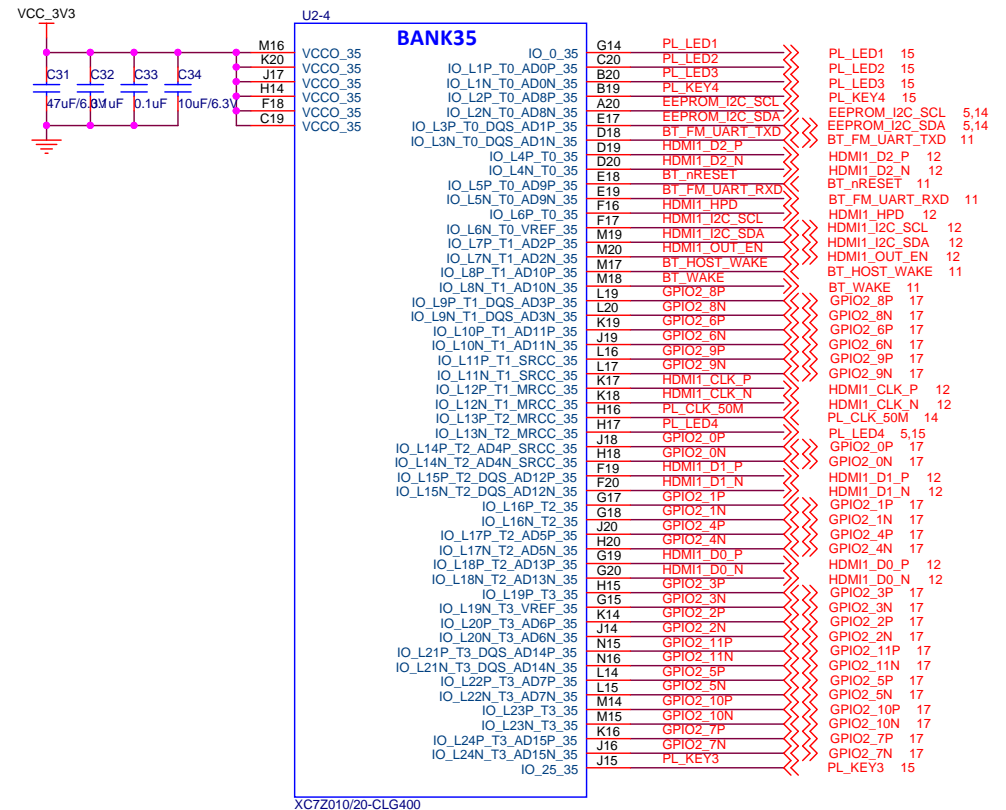 VCC_3V3
U2-4
BANK35
C31 C32 C33 C34
47uF/6.3V 0.1uF 0.1uF 10uF/6.3V
M16 VCCO_35
K20 VCCO_35
J17 VCCO_35
H14 VCCO_35
F18 VCCO_35
C19 VCCO_35
IO_0_35 G14 PL_LED1 PL_LED1 15
IO_L1P_T0_AD0P_35 C20 PL_LED2 PL_LED2 15
IO_L1N_T0_AD0N_35 B20 PL_LED3 PL_LED3 15
IO_L2P_T0_AD8P_35 B19 PL_KEY4 PL_KEY4 15
IO_L2N_T0_AD8N_35 A20 EEPROM_I2C_SCL EEPROM_I2C_SCL 5,14
IO_L3P_T0_DQS_AD1P_35 E17 EEPROM_I2C_SDA EEPROM_I2C_SDA 5,14
IO_L3N_T0_DQS_AD1N_35 D18 BT_FM_UART_TXD BT_FM_UART_TXD 11
IO_L4P_T0_35 D19 HDMI1_D2_P HDMI1_D2_P 12
IO_L4N_T0_35 D20 HDMI1_D2_N HDMI1_D2_N 12
IO_L5P_T0_AD9P_35 E18 BT_nRESET BT_nRESET 11
IO_L5N_T0_AD9N_35 E19 BT_FM_UART_RXD BT_FM_UART_RXD 11
IO_L6P_T0_35 F16 HDMI1_HPD HDMI1_HPD 12
IO_L6N_T0_VREF_35 F17 HDMI1_I2C_SCL HDMI1_I2C_SCL 12
IO_L7P_T1_AD2P_35 M19 HDMI1_I2C_SDA HDMI1_I2C_SDA 12
IO_L7N_T1_AD2N_35 M20 HDMI1_OUT_EN HDMI1_OUT_EN 12
IO_L8P_T1_AD10P_35 M17 BT_HOST_WAKE BT_HOST_WAKE 11
IO_L8N_T1_AD10N_35 M18 BT_WAKE BT_WAKE 11
IO_L9P_T1_DQS_AD3P_35 L19 GPIO2_8P GPIO2_8P 17
IO_L9N_T1_DQS_AD3N_35 L20 GPIO2_8N GPIO2_8N 17
IO_L10P_T1_AD11P_35 K19 GPIO2_6P GPIO2_6P 17
IO_L10N_T1_AD11N_35 J19 GPIO2_6N GPIO2_6N 17
IO_L11P_T1_SRCC_35 L16 GPIO2_9P GPIO2_9P 17
IO_L11N_T1_SRCC_35 L17 GPIO2_9N GPIO2_9N 17
IO_L12P_T1_MRCC_35 K17 HDMI1_CLK_P HDMI1_CLK_P 12
IO_L12N_T1_MRCC_35 K18 HDMI1_CLK_N HDMI1_CLK_N 12
IO_L13P_T2_MRCC_35 H16 PL_CLK_50M PL_CLK_50M 14
IO_L13N_T2_MRCC_35 H17 PL_LED4 PL_LED4 5,15
IO_L14P_T2_AD4P_SRCC_35 J18 GPIO2_0P GPIO2_0P 17
IO_L14N_T2_AD4N_SRCC_35 H18 GPIO2_0N GPIO2_0N 17
IO_L15P_T2_DQS_AD12P_35 F19 HDMI1_D1_P HDMI1_D1_P 12
IO_L15N_T2_DQS_AD12N_35 F20 HDMI1_D1_N HDMI1_D1_N 12
IO_L16P_T2_35 G17 GPIO2_1P GPIO2_1P 17
IO_L16N_T2_35 G18 GPIO2_1N GPIO2_1N 17
IO_L17P_T2_AD5P_35 J20 GPIO2_4P GPIO2_4P 17
IO_L17N_T2_AD5N_35 H20 GPIO2_4N GPIO2_4N 17
IO_L18P_T2_AD13P_35 G19 HDMI1_D0_P HDMI1_D0_P 12
IO_L18N_T2_AD13N_35 G20 HDMI1_D0_N HDMI1_D0_N 12
IO_L19P_T3_35 H15 GPIO2_3P GPIO2_3P 17
IO_L19N_T3_VREF_35 G15 GPIO2_3N GPIO2_3N 17
IO_L20P_T3_AD6P_35 K14 GPIO2_2P GPIO2_2P 17
IO_L20N_T3_AD6N_35 J14 GPIO2_2N GPIO2_2N 17
IO_L21P_T3_DQS_AD14P_35 N15 GPIO2_11P GPIO2_11P 17
IO_L21N_T3_DQS_AD14N_35 N16 GPIO2_11N GPIO2_11N 17
IO_L22P_T3_AD7P_35 L14 GPIO2_5P GPIO2_5P 17
IO_L22N_T3_AD7N_35 L15 GPIO2_5N GPIO2_5N 17
IO_L23P_T3_35 M14 GPIO2_10P GPIO2_10P 17
IO_L23N_T3_35 M15 GPIO2_10N GPIO2_10N 17
IO_L24P_T3_AD15P_35 K16 GPIO2_7P GPIO2_7P 17
IO_L24N_T3_AD15N_35 J16 GPIO2_7N GPIO2_7N 17
IO_25_35 J15 PL_KEY3 PL_KEY3 15
XC7Z010/20-CLG400